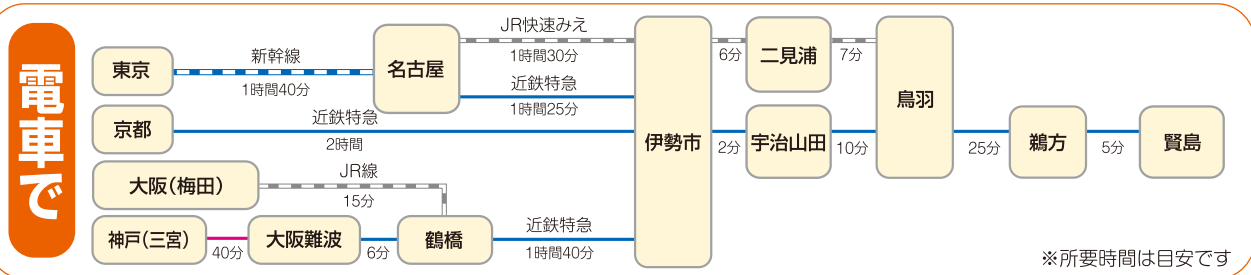 電車で
東京
新幹線
1時間40分
名古屋
JR快速みえ
1時間30分
近鉄特急
1時間25分
京都
近鉄特急
2時間
大阪（梅田）
JR線
15分
神戸（三宮）
40分
大阪難波
6分
鶴橋
近鉄特急
1時間40分
伊勢市
6分
二見浦
7分
2分
宇治山田
10分
鳥羽
25分
鵜方
5分
賢島
※所要時間は目安です